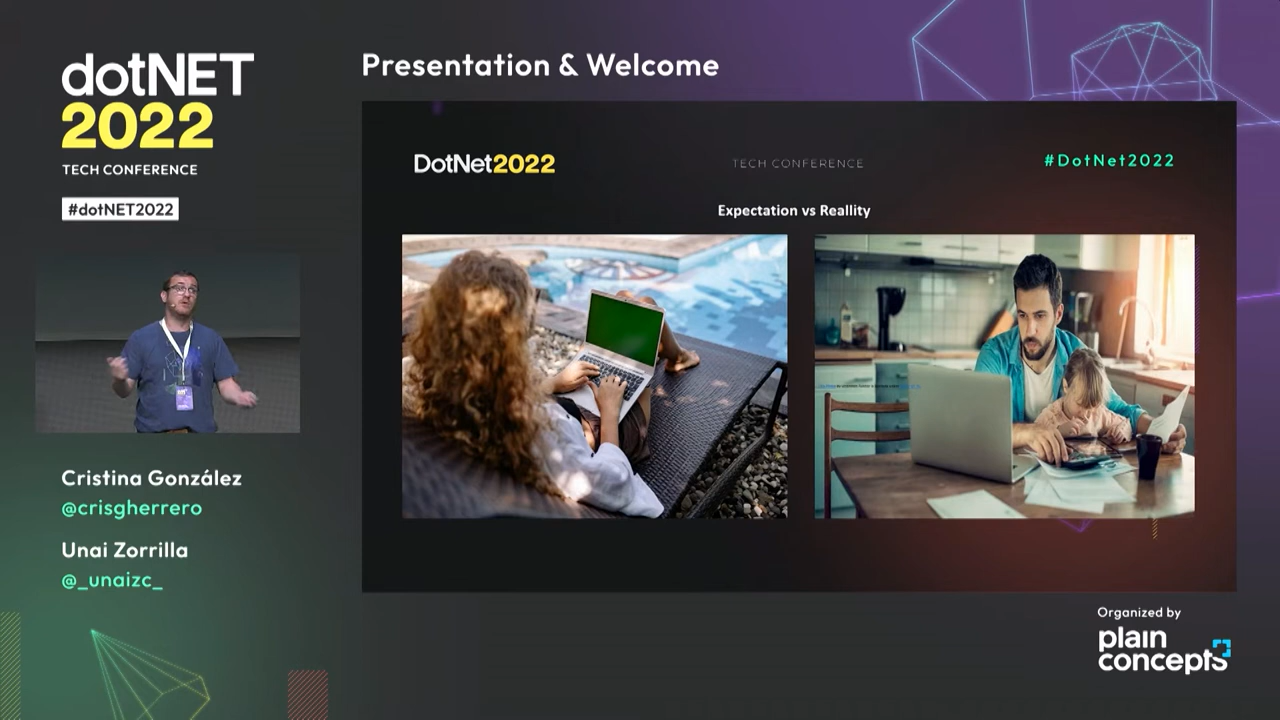 dotNET
2022
TECH CONFERENCE
#dotNET2022
Cristina González
@crisgherrero
Unai Zorrilla
@_unaizc_
Presentation & Welcome
DotNet2022
TECH CONFERENCE
#DotNet2022
Expectation vs Reallity
Organized by
plain
concepts